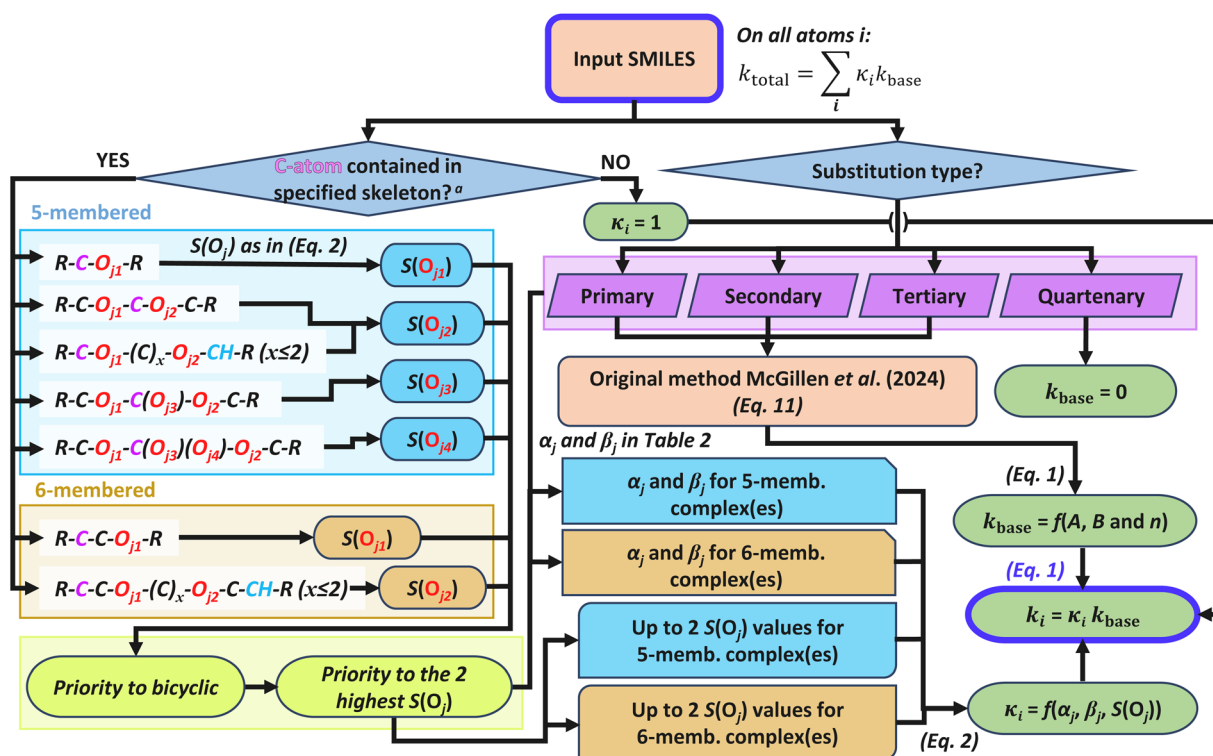 Input SMILES
On all atoms i:
k_total = ∑_i κ_i k_base
YES
C-atom contained in
specified skeleton? ᵃ
NO
Substitution type?
κ_i = 1
5-membered
S(O_j) as in (Eq. 2)
R-C-O_j1-R
S(O_j1)
R-C-O_j1-C-O_j2-C-R
S(O_j2)
R-C-O_j1-(C)_x-O_j2-CH-R (x≤2)
R-C-O_j1-C(O_j3)-O_j2-C-R
S(O_j3)
R-C-O_j1-C(O_j3)(O_j4)-O_j2-C-R
S(O_j4)
Primary
Secondary
Tertiary
Quartenary
Original method McGillen et al. (2024)
(Eq. 11)
k_base = 0
6-membered
R-C-C-O_j1-R
S(O_j1)
R-C-C-O_j1-(C)_x-O_j2-C-CH-R (x≤2)
S(O_j2)
α_j and β_j in Table 2
α_j and β_j for 5-memb.
complex(es)
α_j and β_j for 6-memb.
complex(es)
Up to 2 S(O_j) values for
5-memb. complex(es)
Up to 2 S(O_j) values for
6-memb. complex(es)
(Eq. 1)
k_base = f(A, B and n)
(Eq. 1)
k_i = κ_i k_base
κ_i = f(α_j, β_j, S(O_j))
(Eq. 2)
Priority to bicyclic
Priority to the 2
highest S(O_j)